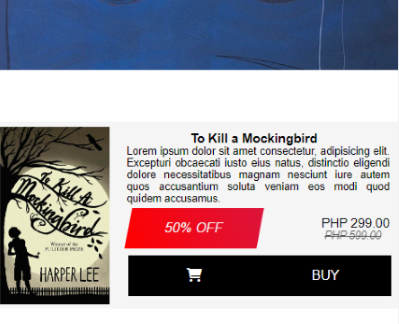 To Kill a Mockingbird
Lorem ipsum dolor sit amet consectetur, adipisicing elit.
Excepturi obcaecati iusto eius natus, distinctio eligendi
dolore necessitatibus magnam nesciunt iure autem
quos accusantium soluta veniam eos modi quod
quidem accusamus.
To Kill A
Mockingbird
Winner of the
PULITZER PRIZE
HARPER LEE
50% OFF
PHP 299.00
PHP 599.00
BUY